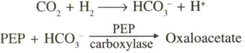 CO₂ + H₂ ⟶ HCO₃⁻ + H⁺
PEP + HCO₃⁻ —PEP carboxylase→ Oxaloacetate